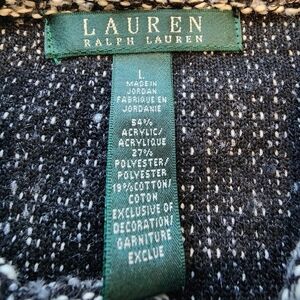 LAUREN
RALPH LAUREN
L
MADE IN
JORDAN
FABRIQUE EN
JORDANIE
54%
ACRYLIC/
ACRYLIQUE
27%
POLYESTER/
POLYESTER
19%COTTON/
COTON
EXCLUSIVE OF
DECORATION/
GARNITURE
EXCLUE